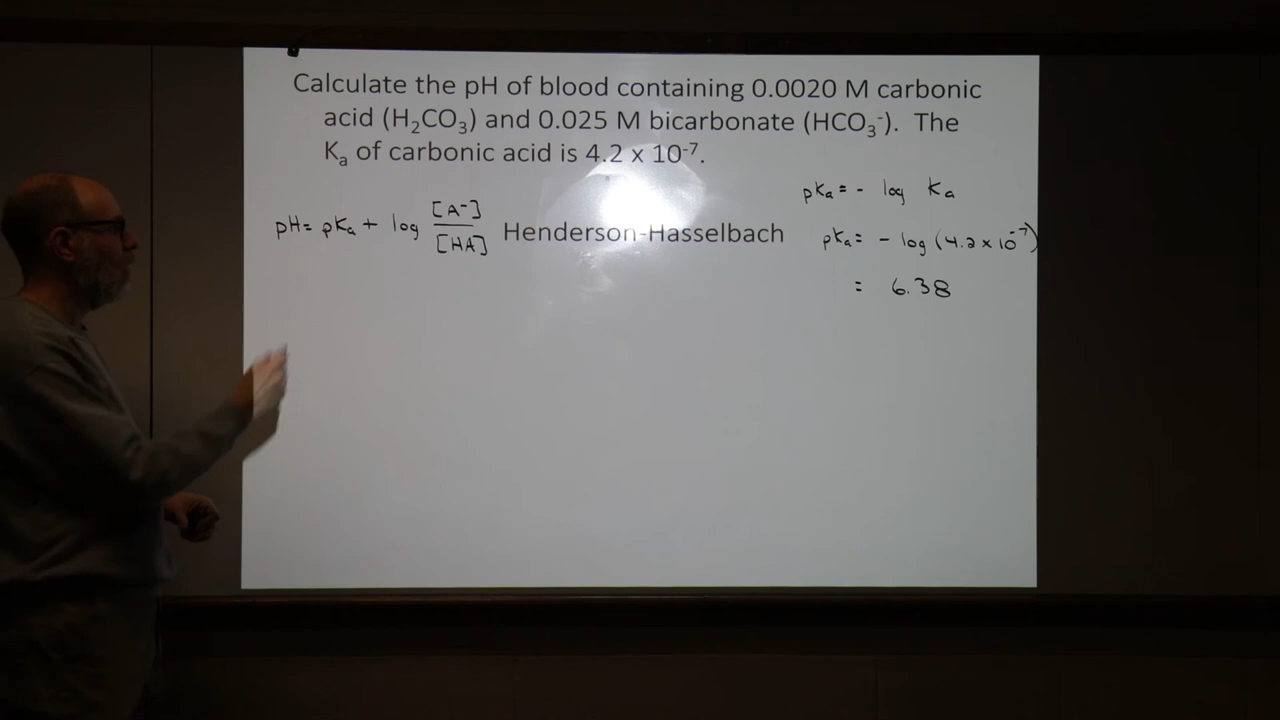 Calculate the pH of blood containing 0.0020 M carbonic
acid (H₂CO₃) and 0.025 M bicarbonate (HCO₃⁻). The
Kₐ of carbonic acid is 4.2 x 10⁻⁷.
pKₐ = - log Kₐ
pH = pKₐ + log [A⁻] / [HA] Henderson-Hasselbach
pKₐ = - log (4.2 x 10⁻⁷)
= 6.38